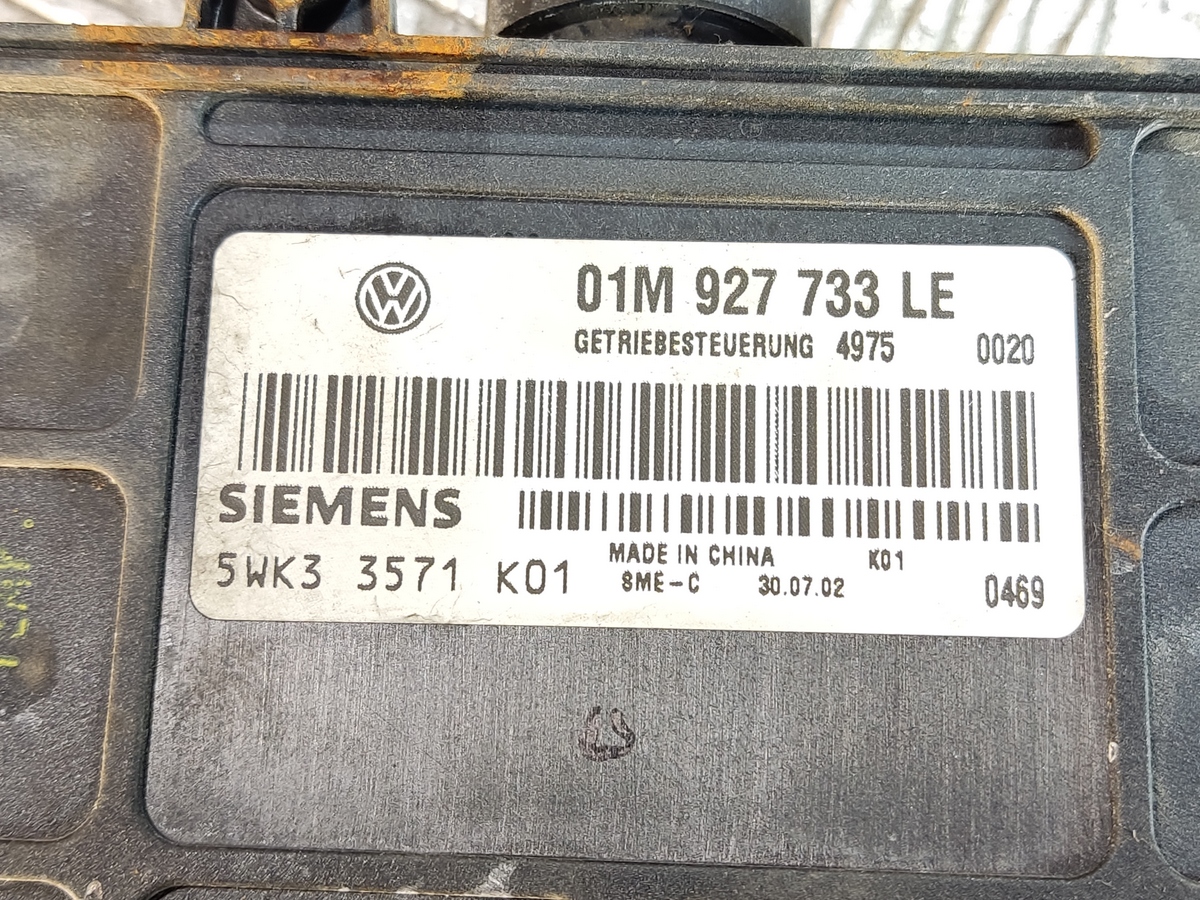 01M 927 733 LE
GETRIEBESTEUERUNG 4975 0020
SIEMENS
MADE IN CHINA K01
5WK3 3571 K01 SME-C 30.07.02 0469